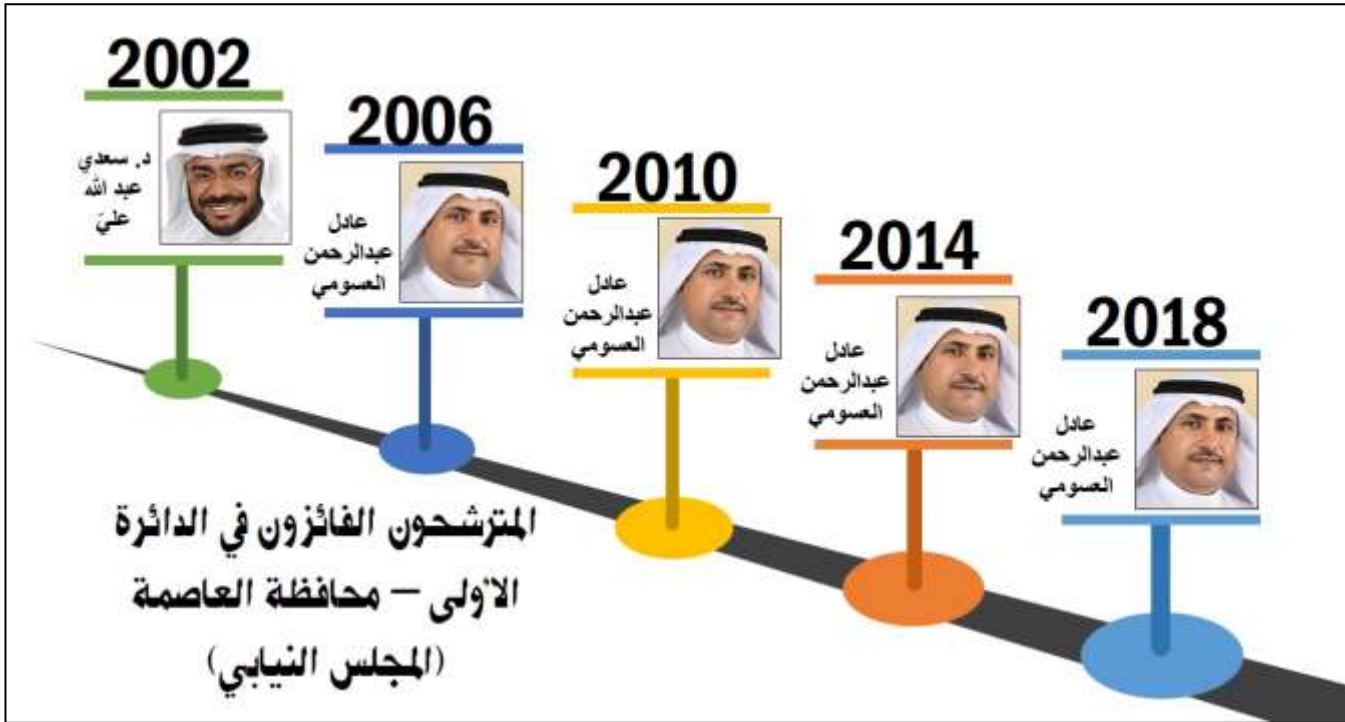 2002
د. سعدي
عبد الله
عليّ
2006
عادل
عبدالرحمن
العسومي
2010
عادل
عبدالرحمن
العسومي
2014
عادل
عبدالرحمن
العسومي
2018
عادل
عبدالرحمن
العسومي
المترشحون الفائزون في الدائرة
الأولى – محافظة العاصمة
(المجلس النيابي)